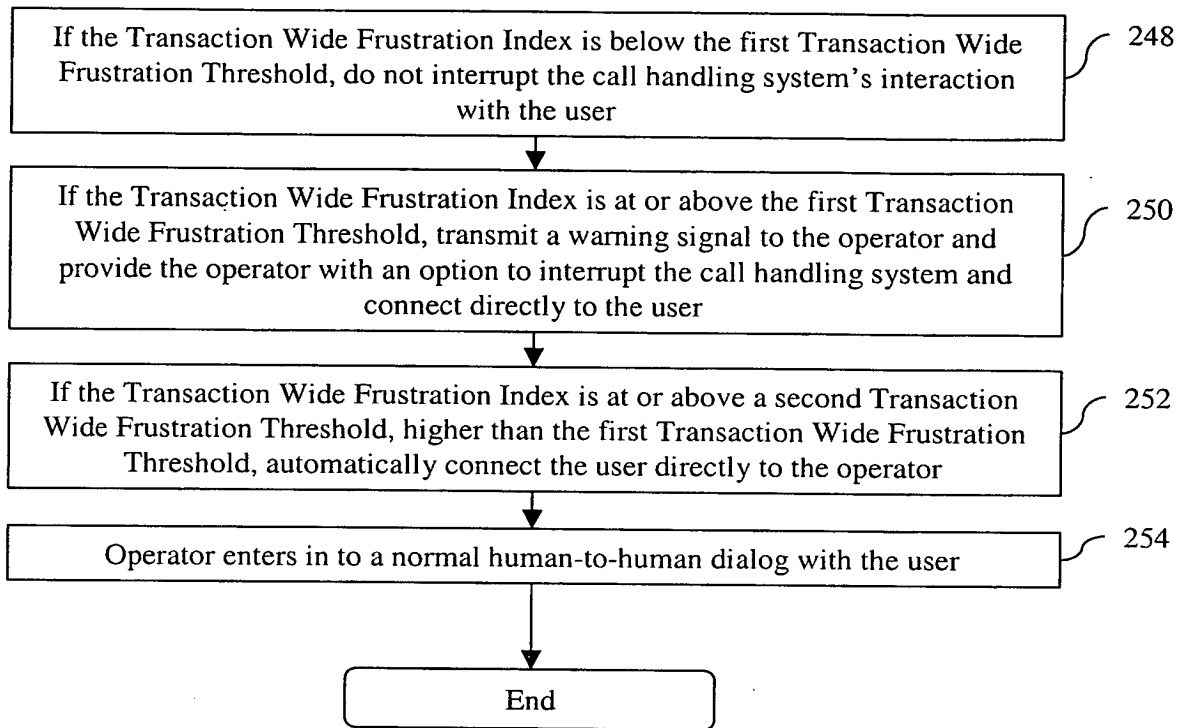 If the Transaction Wide Frustration Index is below the first Transaction Wide
Frustration Threshold, do not interrupt the call handling system's interaction
with the user
248
If the Transaction Wide Frustration Index is at or above the first Transaction
Wide Frustration Threshold, transmit a warning signal to the operator and
provide the operator with an option to interrupt the call handling system and
connect directly to the user
250
If the Transaction Wide Frustration Index is at or above a second Transaction
Wide Frustration Threshold, higher than the first Transaction Wide Frustration
Threshold, automatically connect the user directly to the operator
252
Operator enters in to a normal human-to-human dialog with the user
254
End